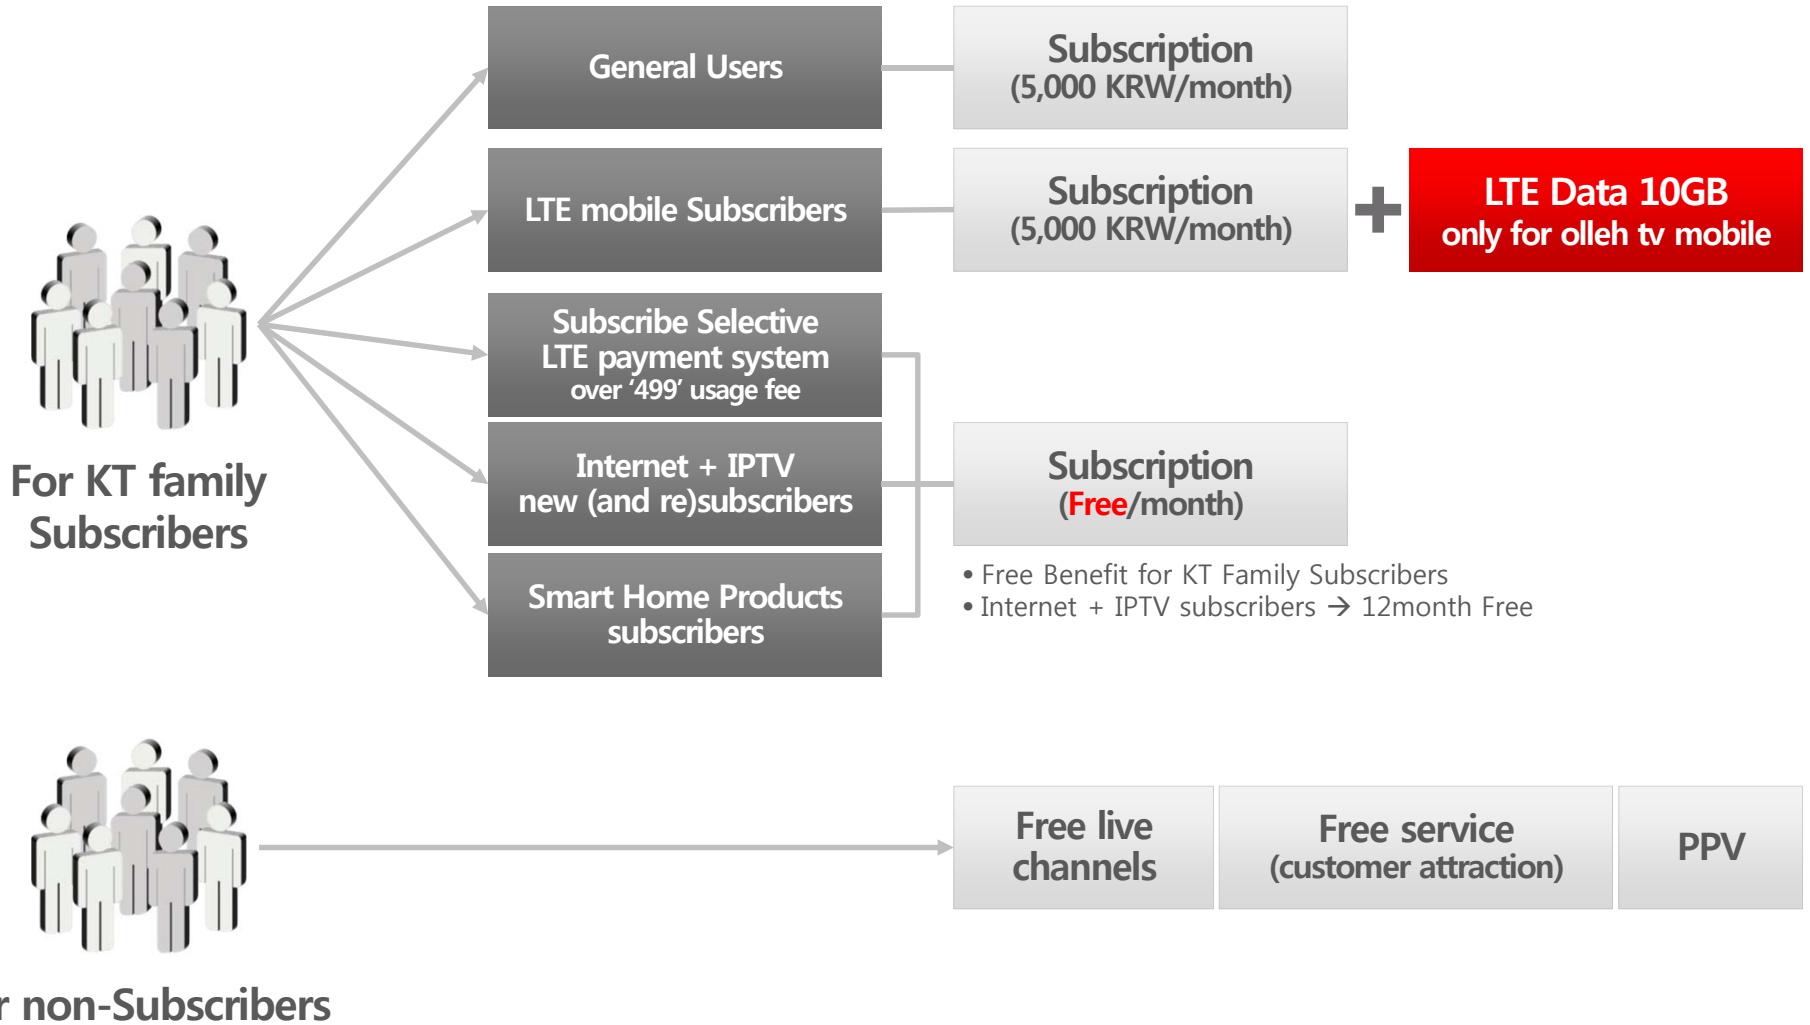 General Users
Subscription
(5,000 KRW/month)
LTE mobile Subscribers
Subscription
(5,000 KRW/month)
LTE Data 10GB
only for olleh tv mobile
Subscribe Selective
LTE payment system
over ‘499’ usage fee
For KT family
Subscribers
Internet + IPTV
new (and re)subscribers
Subscription
(Free/month)
• Free Benefit for KT Family Subscribers
• Internet + IPTV subscribers → 12month Free
Smart Home Products
subscribers
Free live
channels
Free service
(customer attraction)
PPV
r non-Subscribers